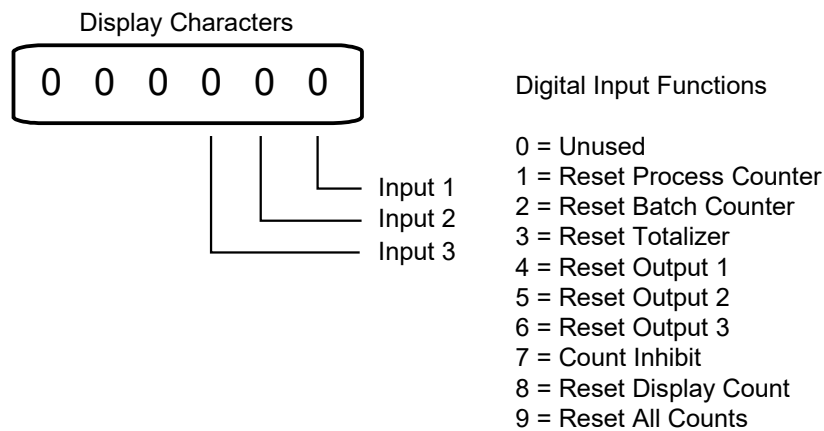 Display Characters
0 0 0 0 0 0
Input 1
Input 2
Input 3
Digital Input Functions
0 = Unused
1 = Reset Process Counter
2 = Reset Batch Counter
3 = Reset Totalizer
4 = Reset Output 1
5 = Reset Output 2
6 = Reset Output 3
7 = Count Inhibit
8 = Reset Display Count
9 = Reset All Counts